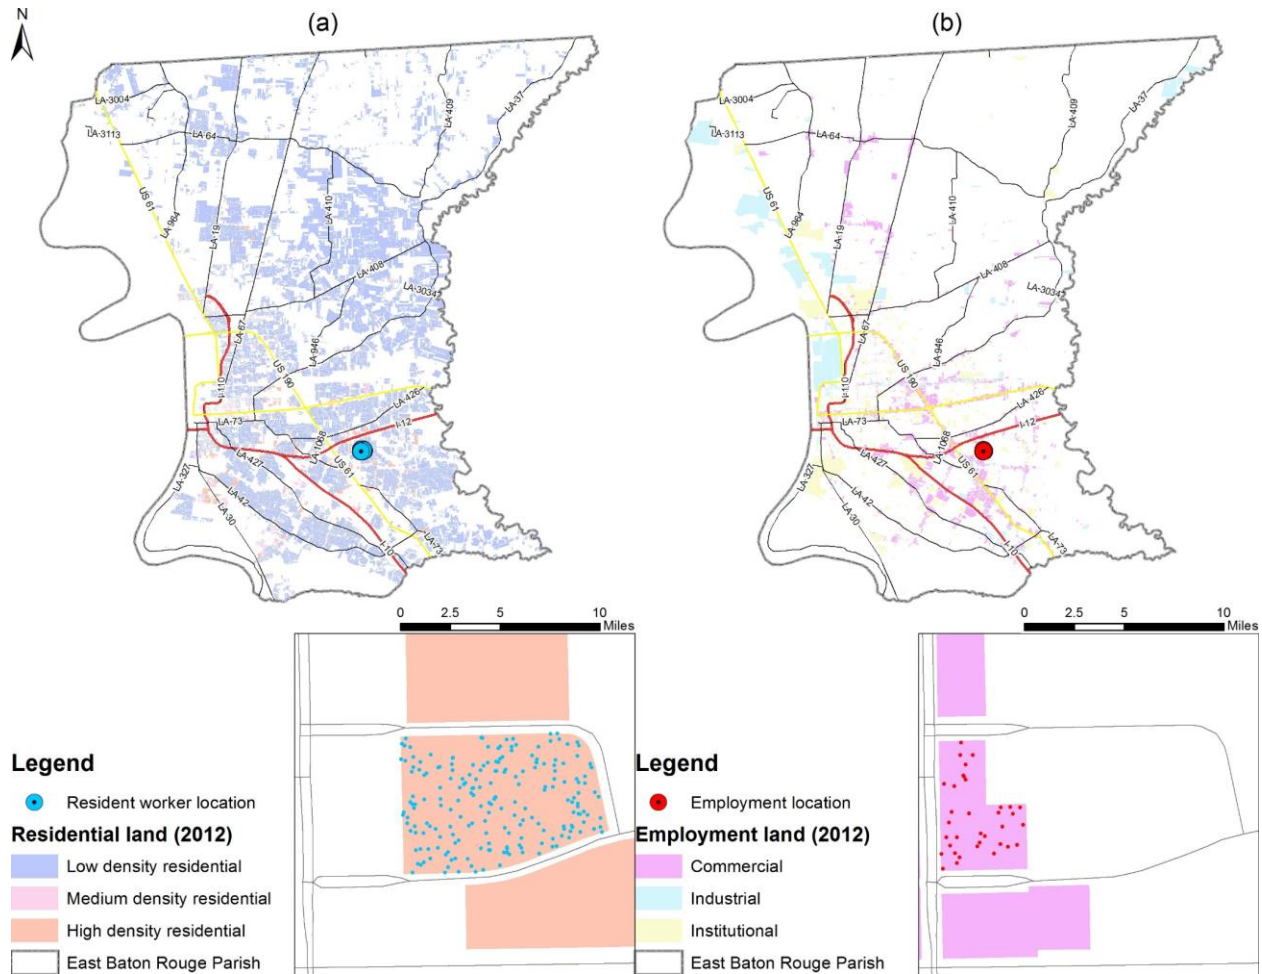 N
(a)
(b)
LA-3004
LA-3113
LA-64
LA-409
LA-37
US 61
LA-964
LA-19
LA-410
LA-408
LA-3034
LA-67
LA-946
US 190
I-110
LA-426
LA-73
I-12
LA-1068
LA-427
US 61
LA-327
LA-42
LA-30
LA-73
I-10
LA-3004
LA-3113
LA-64
LA-409
LA-37
US 61
LA-964
LA-19
LA-410
LA-408
LA-3034
LA-67
LA-946
US 190
I-110
LA-426
LA-73
I-12
LA-1068
LA-427
US 61
LA-327
LA-42
LA-30
LA-73
I-10
0 2.5 5 10
Miles
0 2.5 5 10
Miles
Legend
Resident worker location
Residential land (2012)
Low density residential
Medium density residential
High density residential
East Baton Rouge Parish
Legend
Employment location
Employment land (2012)
Commercial
Industrial
Institutional
East Baton Rouge Parish